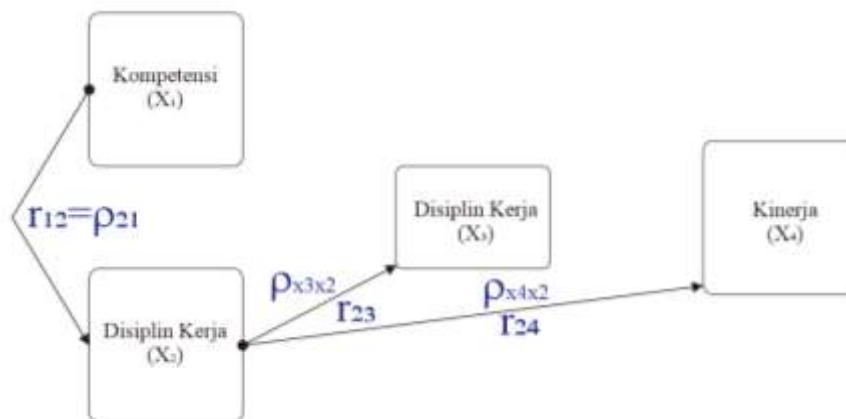 Kompetensi
(X₁)
r₁₂=ρ₂₁
Disiplin Kerja
(X₂)
ρx3x2
r₂₃
Disiplin Kerja
(X₃)
ρx4x2
r₂₄
Kinerja
(X₄)